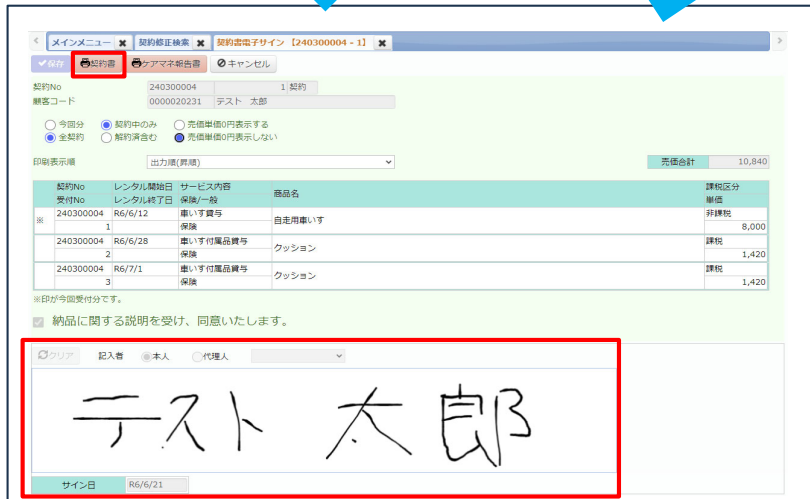 メインメニュー 契約修正検索 契約書電子サイン 【240300004 - 1】
保存 契約書 ケアマネ報告書 キャンセル
契約No 240300004 1 契約
顧客コード 0000020231 テスト 太郎
今回分 契約中のみ 売価単価0円表示する
全契約 解約済含む 売価単価0円表示しない
印刷表示順 出力順(昇順) 売価合計 10,840
契約No レンタル開始日 サービス内容 商品名 課税区分
受付No レンタル終了日 保険/一般 単価
※ 240300004 R6/6/12 車いす貸与 自走用車いす 非課税
1 保険 8,000
240300004 R6/6/28 車いす付属品貸与 クッション 課税
2 保険 1,420
240300004 R6/7/1 車いす付属品貸与 クッション 課税
3 保険 1,420
※印が今回受付分です。
納品に関する説明を受け、同意いたします。
クリア 記入者 本人 代理人
テスト 太郎
サイン日 R6/6/21